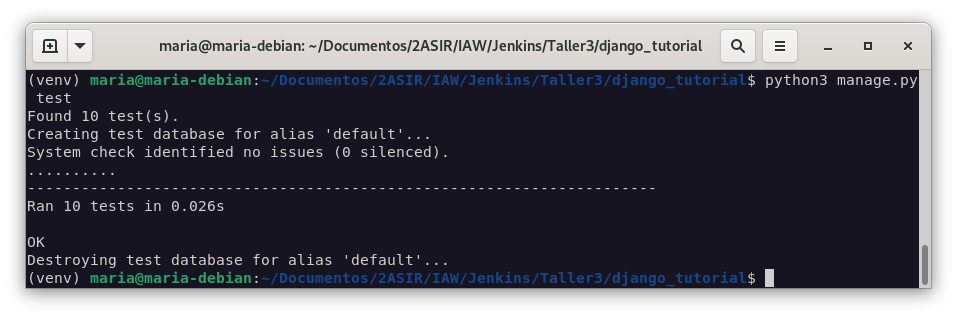 maria@maria-debian: ~/Documentos/2ASIR/IAW/Jenkins/Taller3/django_tutorial
(venv) maria@maria-debian:~/Documentos/2ASIR/IAW/Jenkins/Taller3/django_tutorial$ python3 manage.py
 test
Found 10 test(s).
Creating test database for alias 'default'...
System check identified no issues (0 silenced).
..........
----------------------------------------------------------------------
Ran 10 tests in 0.026s

OK
Destroying test database for alias 'default'...
(venv) maria@maria-debian:~/Documentos/2ASIR/IAW/Jenkins/Taller3/django_tutorial$